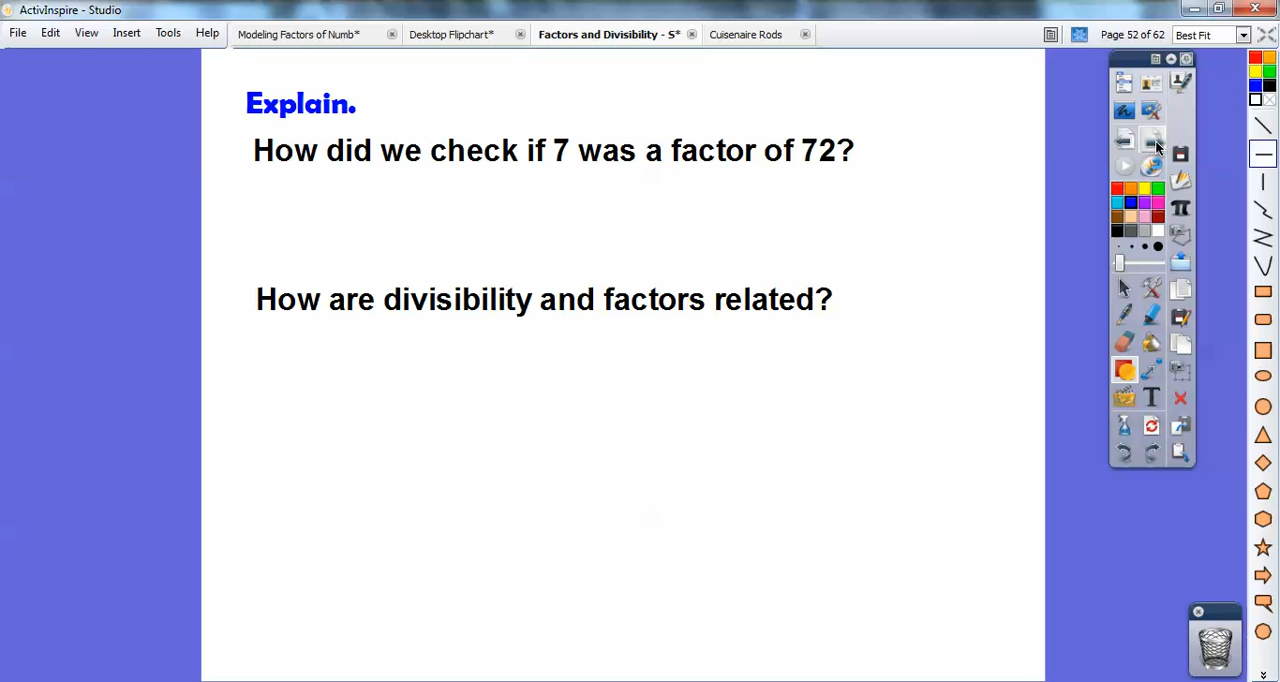 ActivInspire - Studio
File Edit View Insert Tools Help
Modeling Factors of Numb* Desktop Flipchart* Factors and Divisibility - S* Cuisenaire Rods
Page 52 of 62 Best Fit
Explain.
How did we check if 7 was a factor of 72?
How are divisibility and factors related?
T